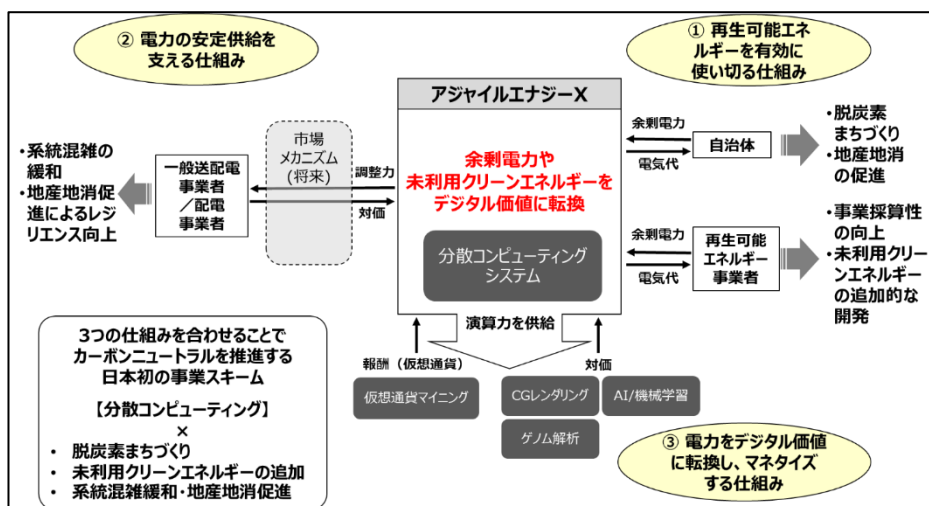 ② 電力の安定供給を
支える仕組み
① 再生可能エネ
ルギーを有効に
使い切る仕組み
アジャイルエナジーX
余剰電力や
未利用クリーンエネルギーを
デジタル価値に転換
分散コンピューティング
システム
市場
メカニズム
(将来)
調整力
対価
一般送配電
事業者
/配電
事業者
・系統混雑の
緩和
・地産地消促
進によるレジ
リエンス向上
余剰電力
電気代
自治体
・脱炭素
まちづくり
・地産地消
の促進
余剰電力
電気代
再生可能
エネルギー
事業者
・事業採算性
の向上
・未利用クリー
ンエネルギー
の追加的な
開発
演算力を供給
報酬(仮想通貨)
対価
仮想通貨マイニング
CGレンダリング
AI/機械学習
ゲノム解析
3つの仕組みを合わせることで
カーボンニュートラルを推進する
日本初の事業スキーム
【分散コンピューティング】
×
• 脱炭素まちづくり
• 未利用クリーンエネルギーの追加
• 系統混雑緩和・地産地消促進
③ 電力をデジタル価値
に転換し、マネタイズ
する仕組み